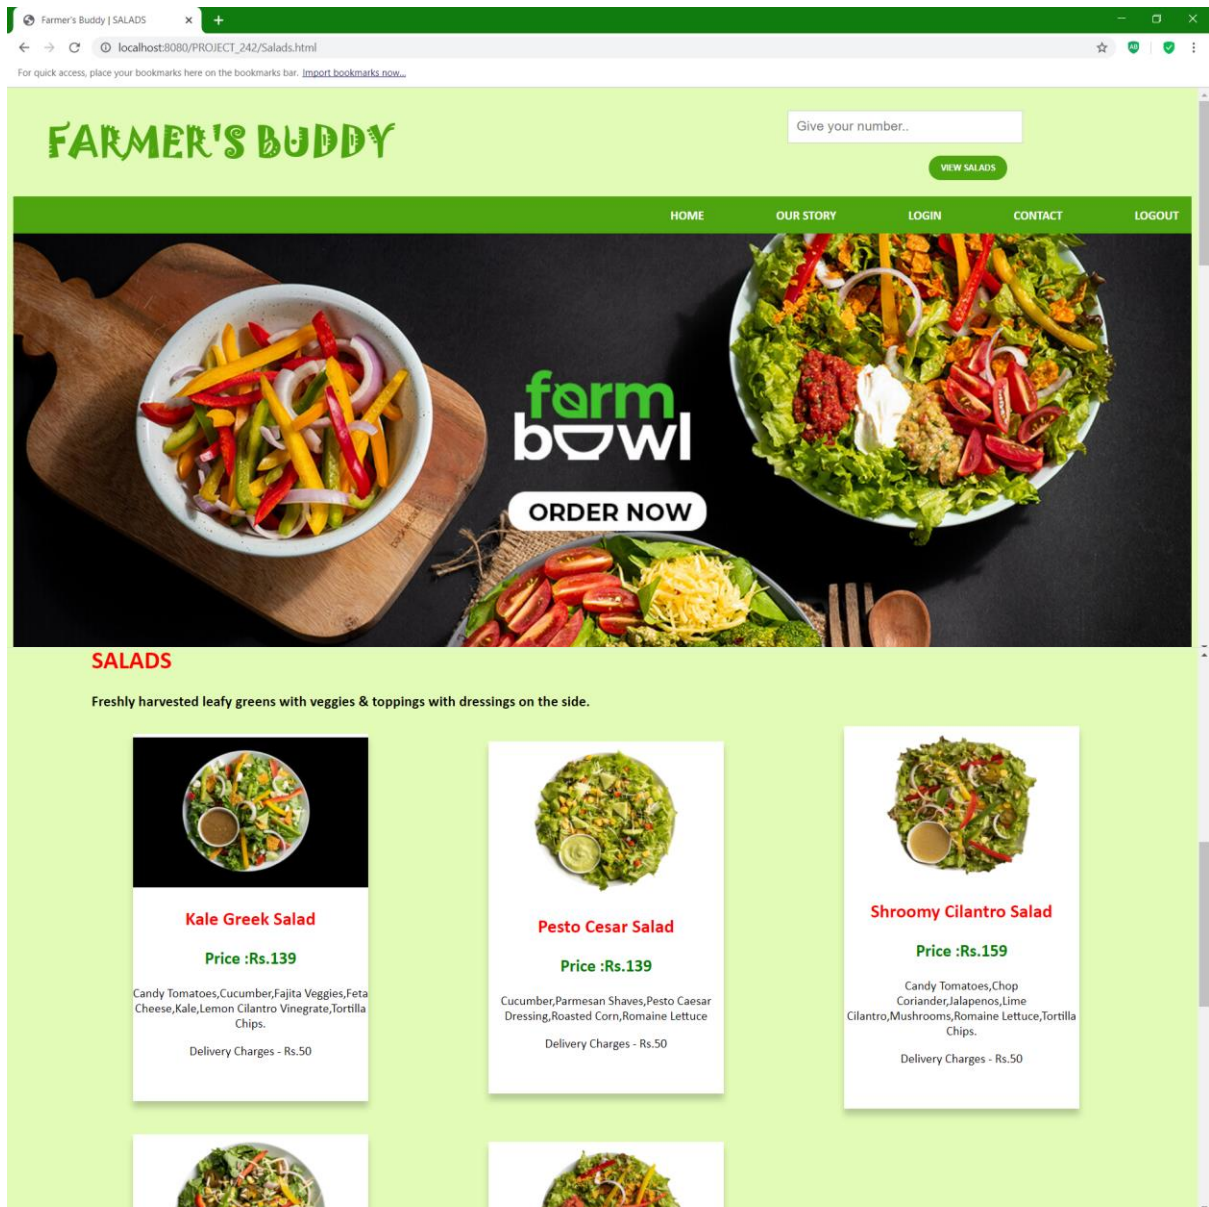 Farmer's Buddy | SALADS
localhost:8080/PROJECT_242/Salads.html
For quick access, place your bookmarks here on the bookmarks bar. Import bookmarks now...
FARMER'S BUDDY
Give your number..
VIEW SALADS
HOME OUR STORY LOGIN CONTACT LOGOUT
farm
bowl
ORDER NOW
SALADS
Freshly harvested leafy greens with veggies & toppings with dressings on the side.
Kale Greek Salad
Price :Rs.139
Candy Tomatoes,Cucumber,Fajita Veggies,Feta
Cheese,Kale,Lemon Cilantro Vinegrate,Tortilla
Chips.
Delivery Charges - Rs.50
Pesto Cesar Salad
Price :Rs.139
Cucumber,Parmesan Shaves,Pesto Caesar
Dressing,Roasted Corn,Romaine Lettuce
Delivery Charges - Rs.50
Shroomy Cilantro Salad
Price :Rs.159
Candy Tomatoes,Chop
Coriander,Jalapenos,Lime
Cilantro,Mushrooms,Romaine Lettuce,Tortilla
Chips.
Delivery Charges - Rs.50